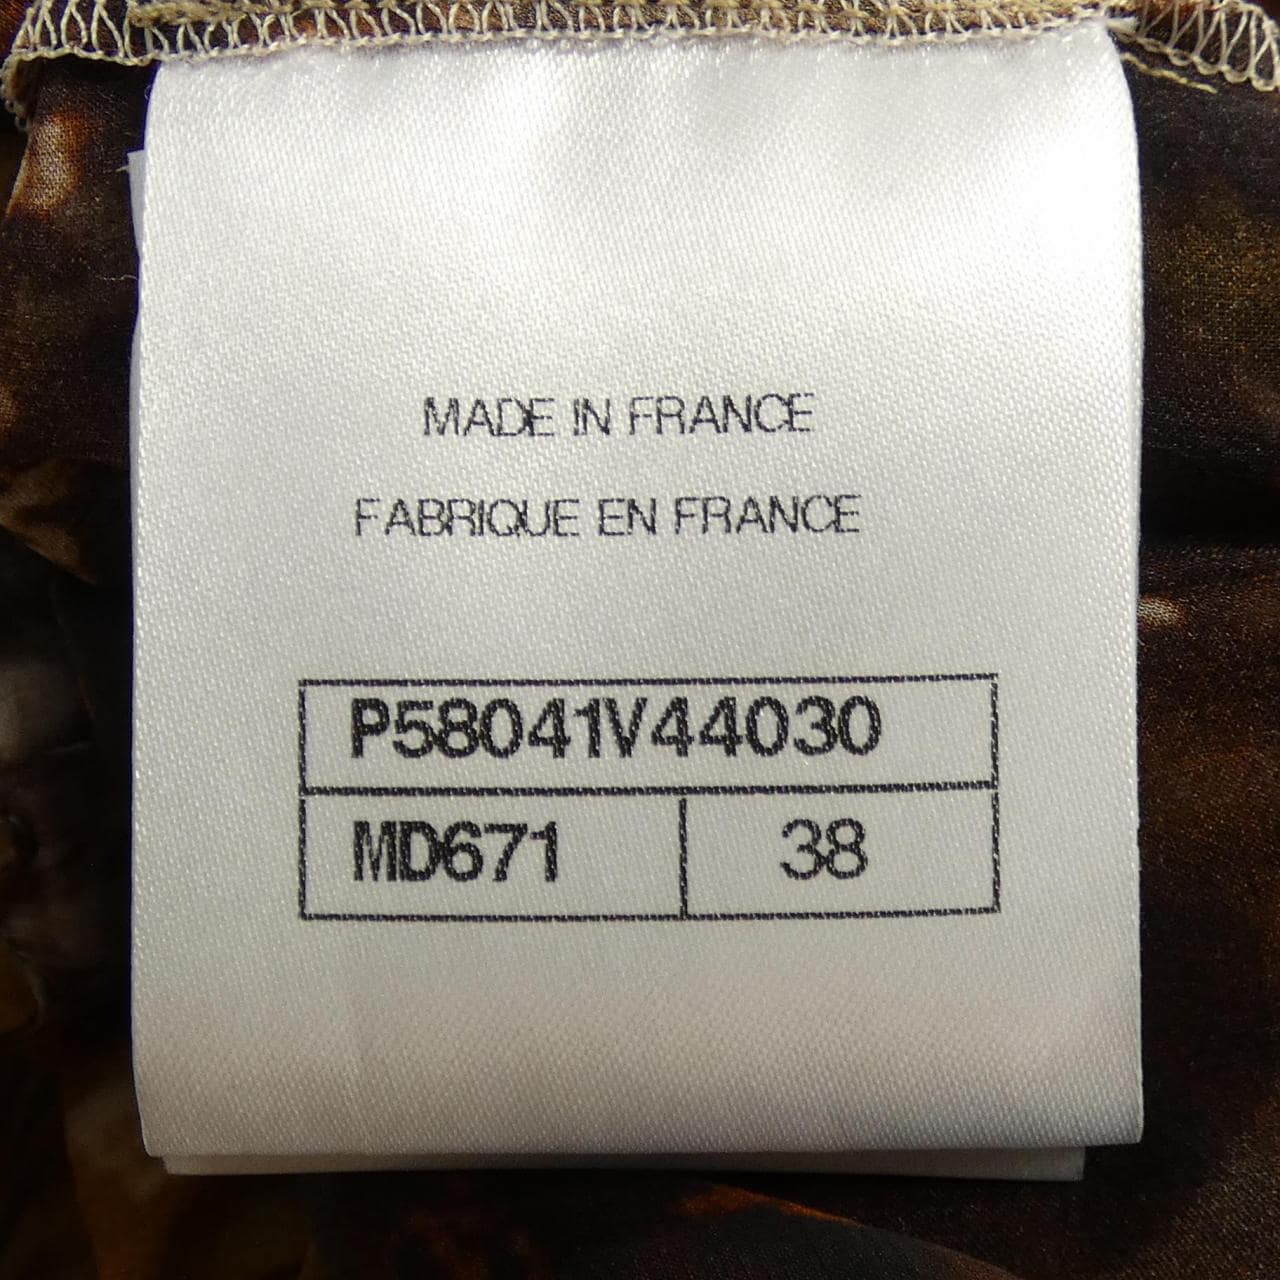 MADE IN FRANCE
FABRIQUE EN FRANCE
P58041V44030
MD671 38